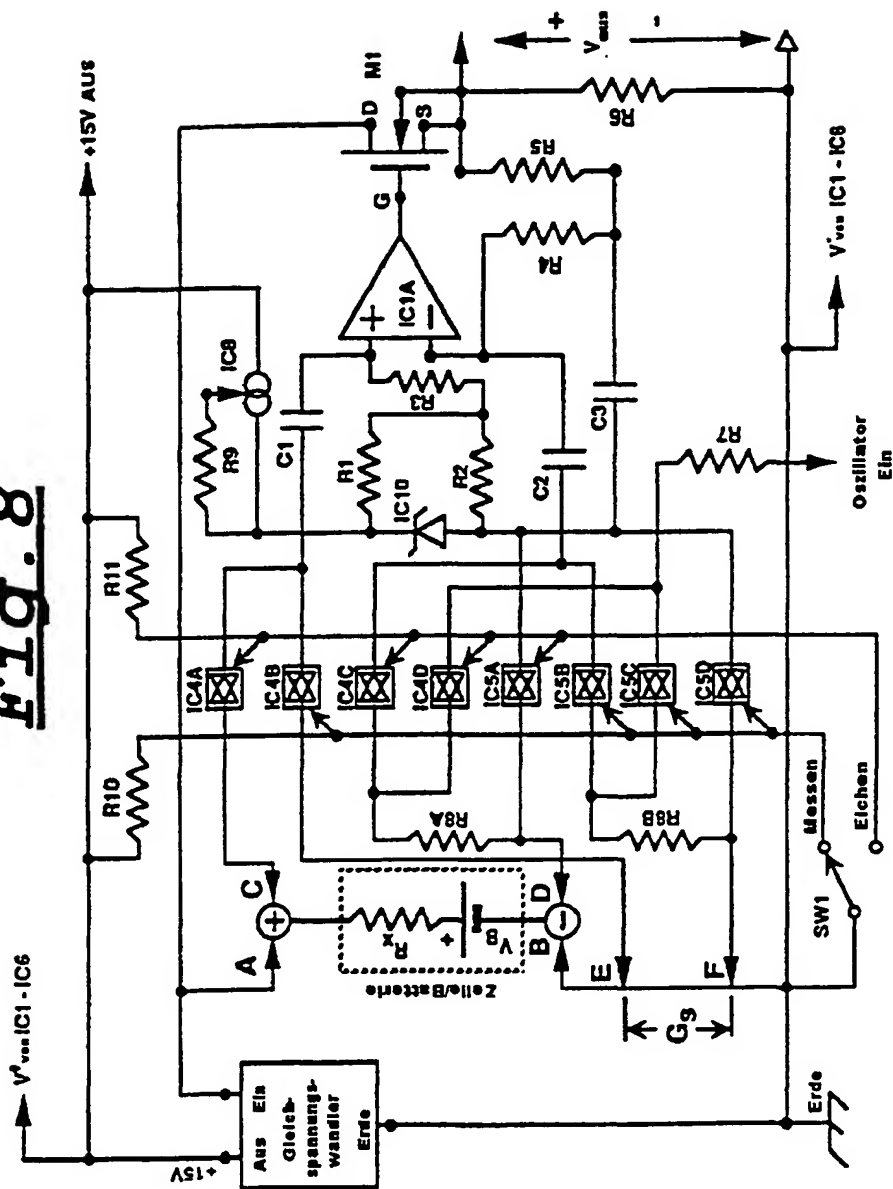 Fig. 8
V⁺ von IC1 - IC6
+15V AUS
R10
R11
R9
IC8
+15V
Aus Ein
Gleich-
spannungs-
wandler
Erde
A
C
+
Zelle/Batterie
Rx
+
VB
B
D
−
E
F
G9
R8A
R8B
IC4A
IC4B
IC4C
IC4D
IC5A
IC5B
IC5C
IC5D
C1
R1
IC10
R2
R3
C2
C3
+
−
IC1A
G
D
S
M1
R4
R5
R6
R7
+
Vaus
-
Messen
Eichen
SW1
Erde
Oszillator
Ein
V⁻ von IC1 - IC6